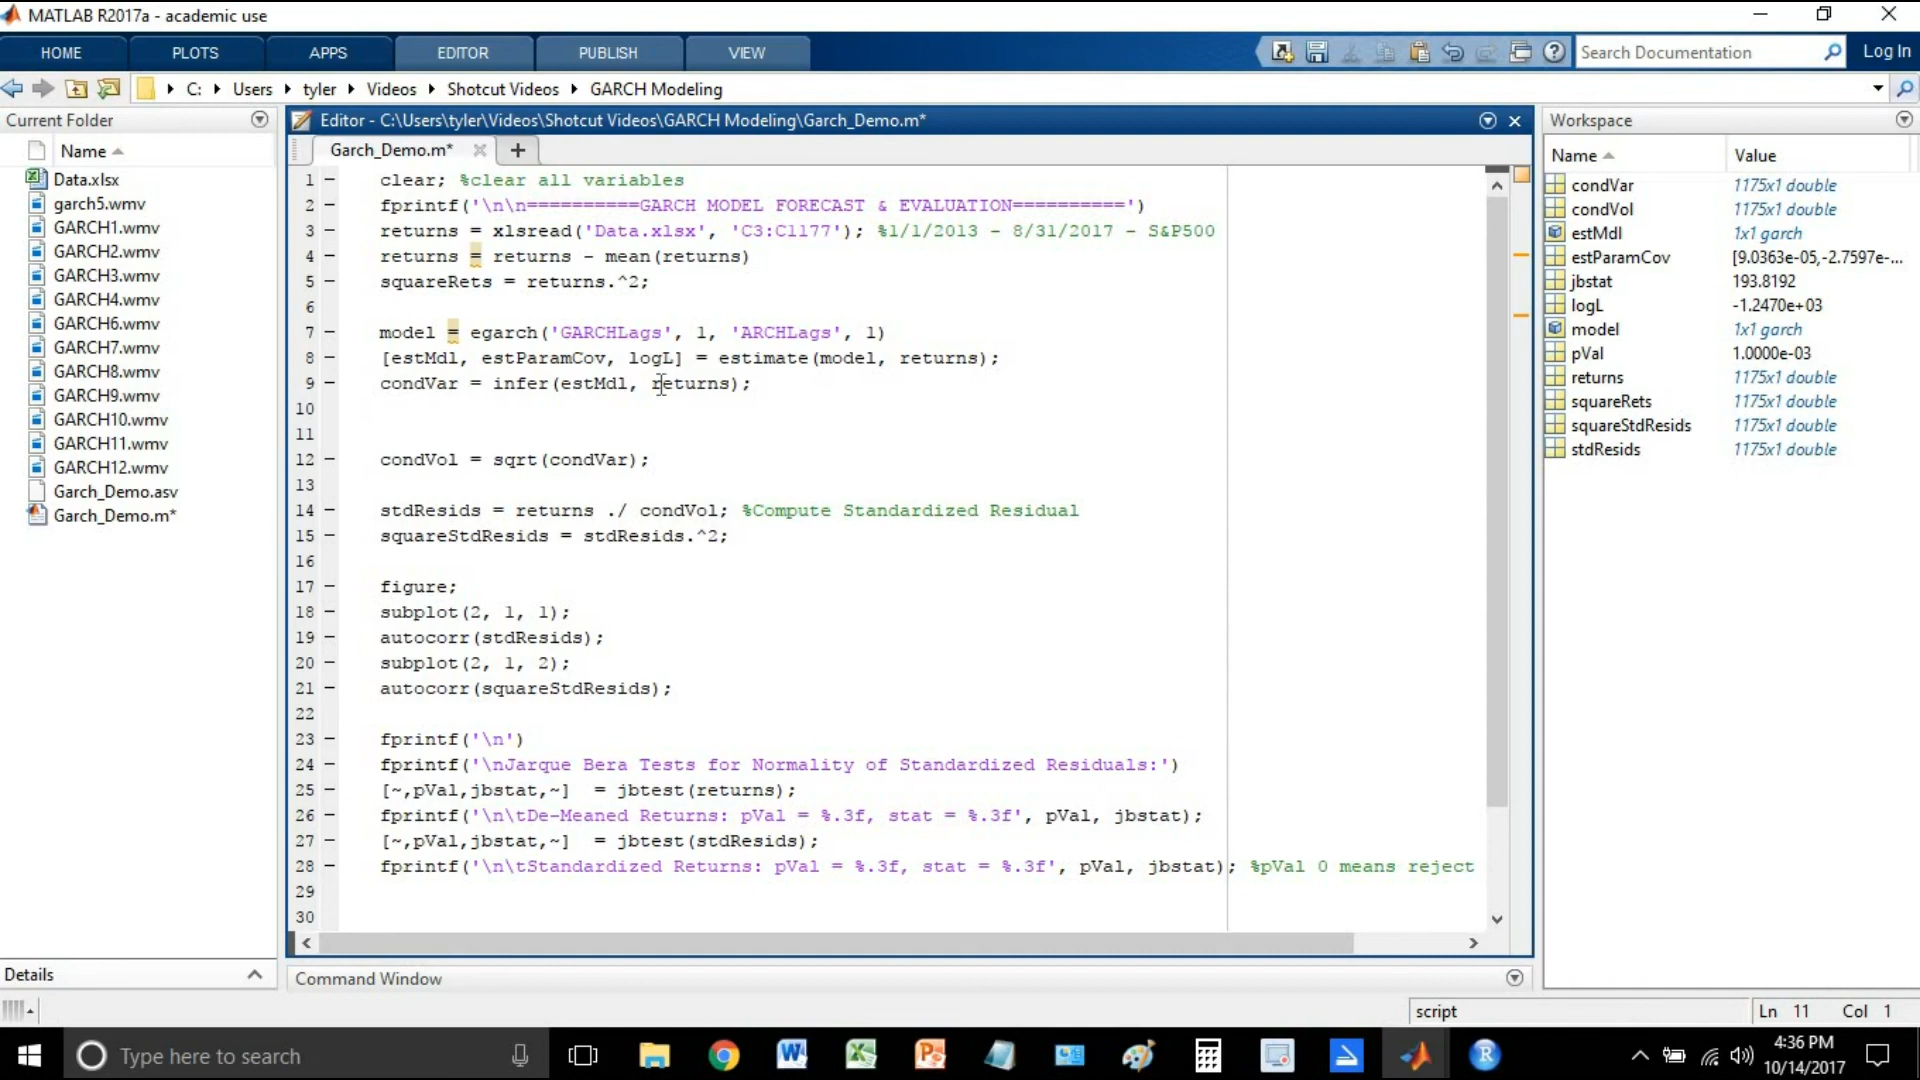 MATLAB R2017a - academic use
HOME PLOTS APPS EDITOR PUBLISH VIEW Search Documentation Log In
C: Users tyler Videos Shotcut Videos GARCH Modeling
Current Folder
Name
Data.xlsx
garch5.wmv
GARCH1.wmv
GARCH2.wmv
GARCH3.wmv
GARCH4.wmv
GARCH6.wmv
GARCH7.wmv
GARCH8.wmv
GARCH9.wmv
GARCH10.wmv
GARCH11.wmv
GARCH12.wmv
Garch_Demo.asv
Garch_Demo.m*
Details
Editor - C:\Users\tyler\Videos\Shotcut Videos\GARCH Modeling\Garch_Demo.m*
Garch_Demo.m*
1 – clear; %clear all variables
2 – fprintf('\n\n==========GARCH MODEL FORECAST & EVALUATION==========')
3 – returns = xlsread('Data.xlsx', 'C3:C1177'); %1/1/2013 - 8/31/2017 - S&P500
4 – returns = returns - mean(returns)
5 – squareRets = returns.^2;
6
7 – model = egarch('GARCHLags', 1, 'ARCHLags', 1)
8 – [estMdl, estParamCov, logL] = estimate(model, returns);
9 – condVar = infer(estMdl, returns);
10
11
12 – condVol = sqrt(condVar);
13
14 – stdResids = returns ./ condVol; %Compute Standardized Residual
15 – squareStdResids = stdResids.^2;
16
17 – figure;
18 – subplot(2, 1, 1);
19 – autocorr(stdResids);
20 – subplot(2, 1, 2);
21 – autocorr(squareStdResids);
22
23 – fprintf('\n')
24 – fprintf('\nJarque Bera Tests for Normality of Standardized Residuals:')
25 – [~,pVal,jbstat,~] = jbtest(returns);
26 – fprintf('\n\tDe-Meaned Returns: pVal = %.3f, stat = %.3f', pVal, jbstat);
27 – [~,pVal,jbstat,~] = jbtest(stdResids);
28 – fprintf('\n\tStandardized Returns: pVal = %.3f, stat = %.3f', pVal, jbstat); %pVal 0 means reject
29
30
Command Window
Workspace
Name Value
condVar 1175x1 double
condVol 1175x1 double
estMdl 1x1 garch
estParamCov [9.0363e-05,-2.7597e-...
jbstat 193.8192
logL -1.2470e+03
model 1x1 garch
pVal 1.0000e-03
returns 1175x1 double
squareRets 1175x1 double
squareStdResids 1175x1 double
stdResids 1175x1 double
script Ln 11 Col 1
Type here to search
4:36 PM
10/14/2017